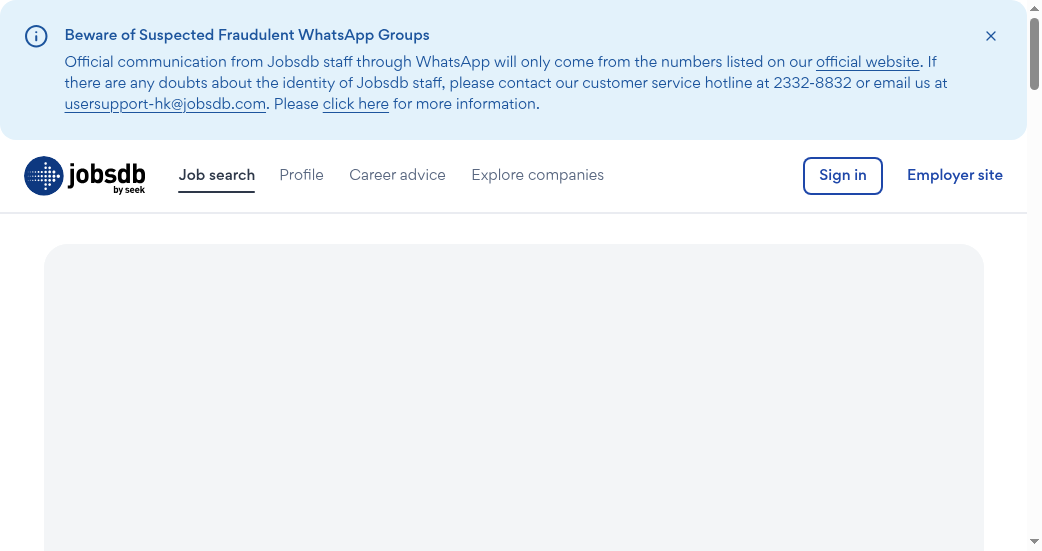 Beware of Suspected Fraudulent WhatsApp Groups
Official communication from Jobsdb staff through WhatsApp will only come from the numbers listed on our official website. If
there are any doubts about the identity of Jobsdb staff, please contact our customer service hotline at 2332-8832 or email us at
usersupport-hk@jobsdb.com. Please click here for more information.
jobsdb
by seek
Job search
Profile
Career advice
Explore companies
Sign in
Employer site